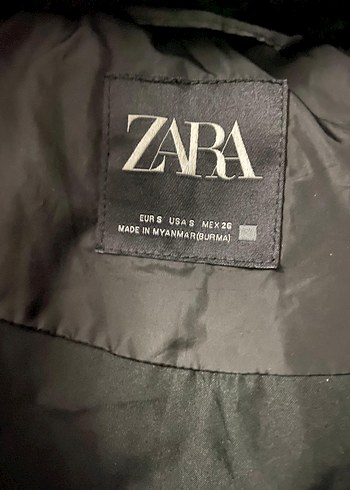 ZARA
EUR S USA S MEX 26
MADE IN MYANMAR(BURMA)